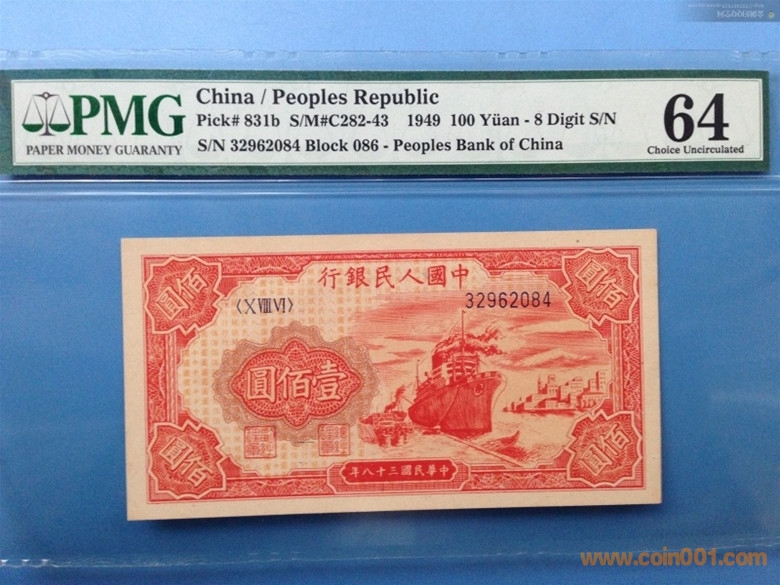 PMG
PAPER MONEY GUARANTY
China / Peoples Republic
Pick# 831b S/M#C282-43 1949 100 Yüan - 8 Digit S/N
S/N 32962084 Block 086 - Peoples Bank of China
64
Choice Uncirculated
行銀民人國中
〈XVIIIVI〉
32962084
圓佰
圓佰
圓佰壹
圓佰
圓佰
年八十三國民華中
www.coin001.com